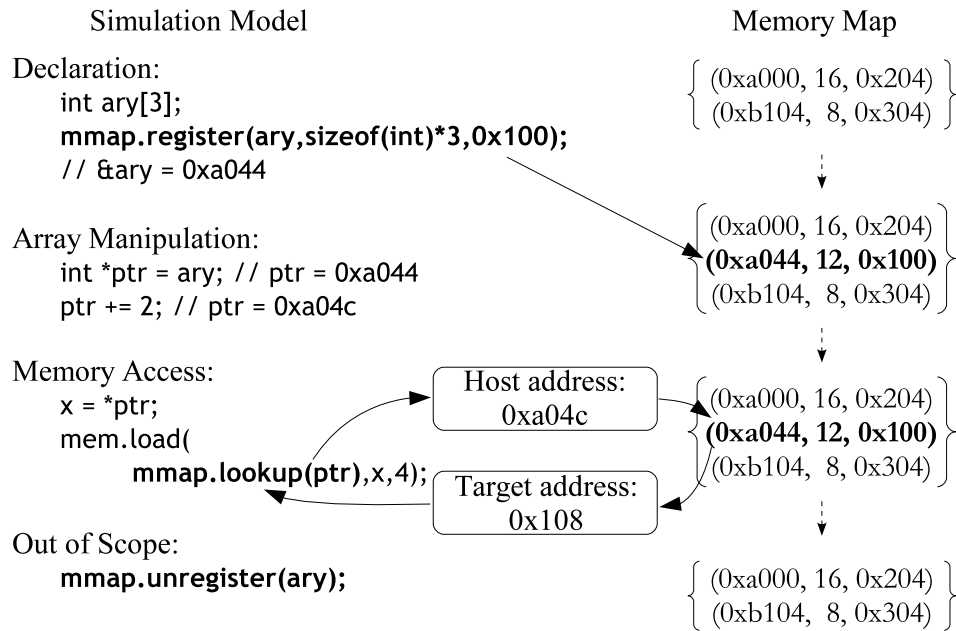 Simulation Model
Declaration:
int ary[3];
mmap.register(ary,sizeof(int)*3,0x100);
// &ary = 0xa044
Array Manipulation:
int *ptr = ary; // ptr = 0xa044
ptr += 2; // ptr = 0xa04c
Memory Access:
x = *ptr;
mem.load(
mmap.lookup(ptr),x,4);
Out of Scope:
mmap.unregister(ary);
Host address:
0xa04c
Target address:
0x108
Memory Map
(0xa000, 16, 0x204)
(0xb104, 8, 0x304)
(0xa000, 16, 0x204)
(0xa044, 12, 0x100)
(0xb104, 8, 0x304)
(0xa000, 16, 0x204)
(0xa044, 12, 0x100)
(0xb104, 8, 0x304)
(0xa000, 16, 0x204)
(0xb104, 8, 0x304)